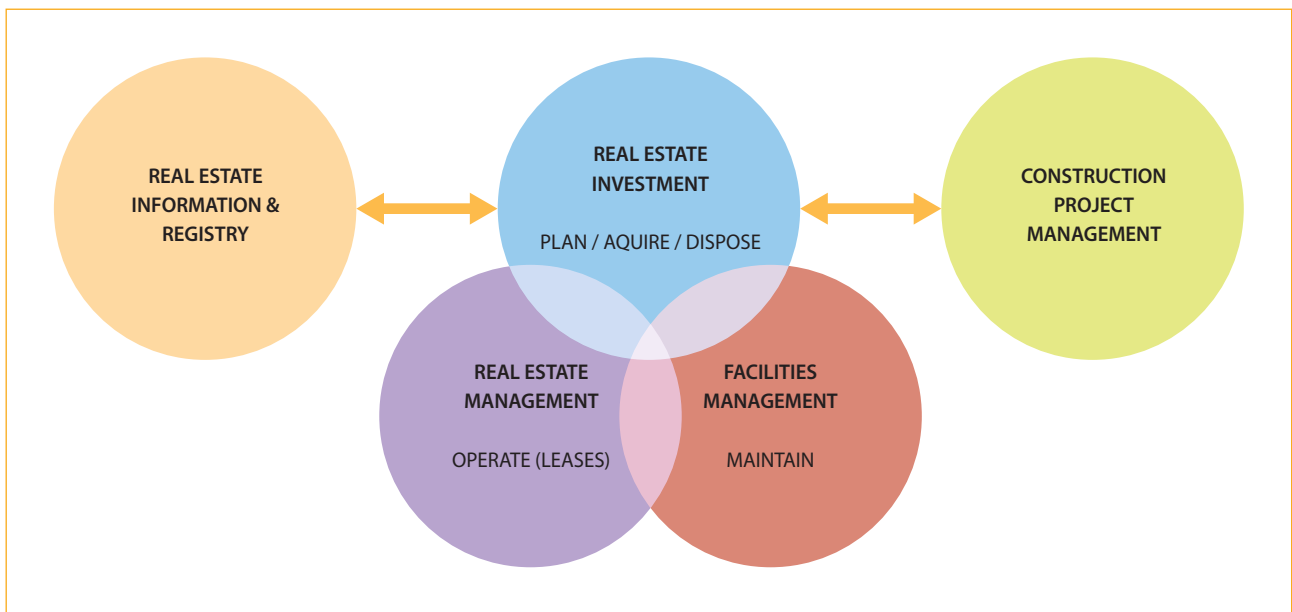 REAL ESTATE
INFORMATION &
REGISTRY
REAL ESTATE
INVESTMENT
PLAN / AQUIRE / DISPOSE
CONSTRUCTION
PROJECT
MANAGEMENT
REAL ESTATE
MANAGEMENT
OPERATE (LEASES)
FACILITIES
MANAGEMENT
MAINTAIN